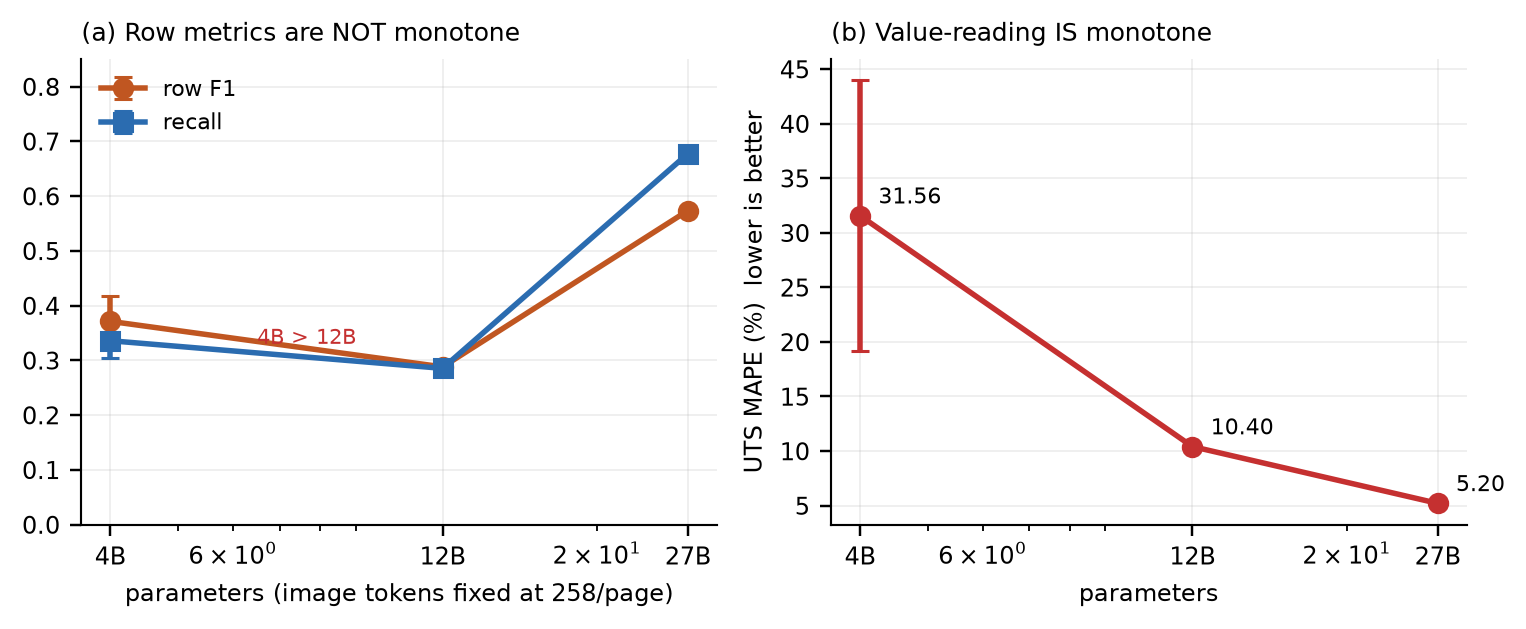 (a) Row metrics are NOT monotone
row F1
recall
4B > 12B
0.8
0.7
0.6
0.5
0.4
0.3
0.2
0.1
0.0
4B
6 × 10⁰
12B
2 × 10¹
27B
parameters (image tokens fixed at 258/page)
(b) Value-reading IS monotone
UTS MAPE (%) lower is better
45
40
35
30
25
20
15
10
5
31.56
10.40
5.20
4B
6 × 10⁰
12B
2 × 10¹
27B
parameters